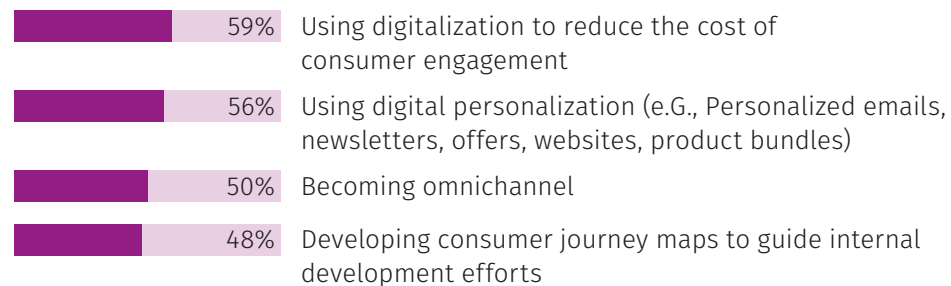 59% Using digitalization to reduce the cost of
consumer engagement
56% Using digital personalization (e.G., Personalized emails,
newsletters, offers, websites, product bundles)
50% Becoming omnichannel
48% Developing consumer journey maps to guide internal
development efforts